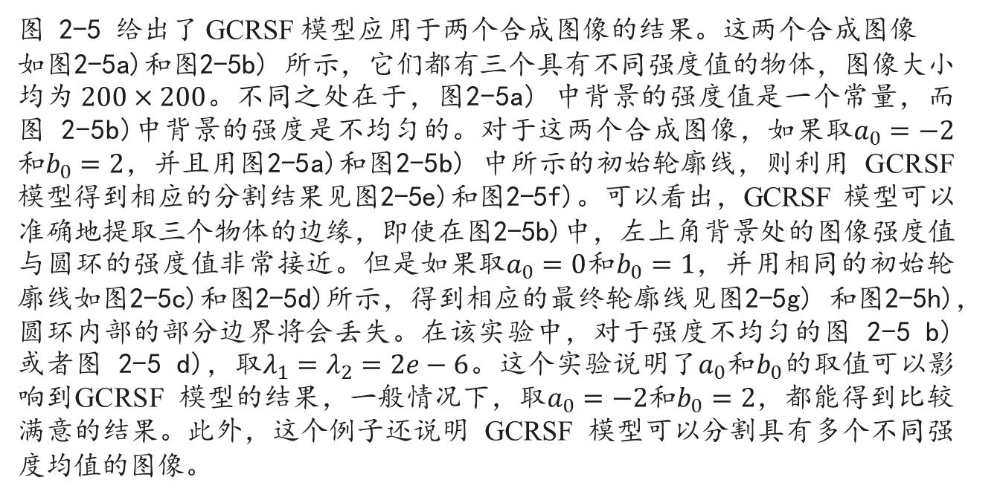 图 2-5 给出了 GCRSF 模型应用于两个合成图像的结果。这两个合成图像
如图2-5a)和图2-5b) 所示，它们都有三个具有不同强度值的物体，图像大小
均为 200 × 200。不同之处在于，图2-5a) 中背景的强度值是一个常量，而
图 2-5b)中背景的强度是不均匀的。对于这两个合成图像，如果取a₀ = −2
和b₀ = 2，并且用图2-5a)和图2-5b) 中所示的初始轮廓线，则利用 GCRSF
模型得到相应的分割结果见图2-5e)和图2-5f)。可以看出，GCRSF 模型可以
准确地提取三个物体的边缘，即使在图2-5b)中，左上角背景处的图像强度值
与圆环的强度值非常接近。但是如果取a₀ = 0和b₀ = 1，并用相同的初始轮
廓线如图2-5c)和图2-5d)所示，得到相应的最终轮廓线见图2-5g) 和图2-5h)，
圆环内部的部分边界将会丢失。在该实验中，对于强度不均匀的图 2-5 b)
或者图 2-5 d)，取λ₁ = λ₂ = 2e − 6。这个实验说明了a₀和b₀的取值可以影
响到GCRSF 模型的结果，一般情况下，取a₀ = −2和b₀ = 2，都能得到比较
满意的结果。此外，这个例子还说明 GCRSF 模型可以分割具有多个不同强
度均值的图像。